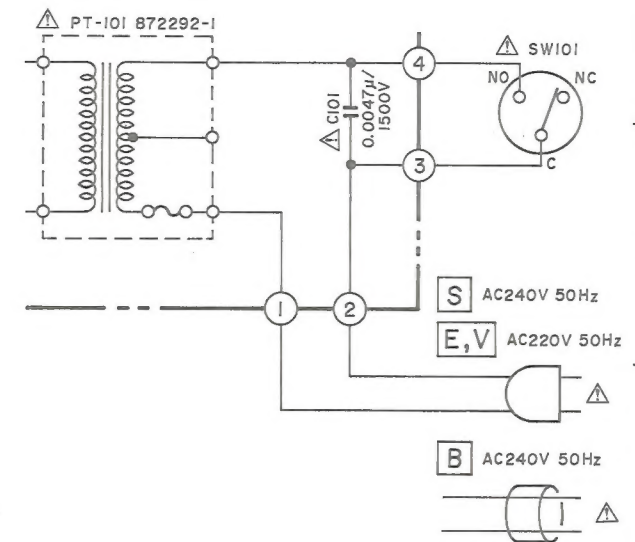 ⚠ PT-101 872292-1
⚠ SW101
NO
NC
C
4
3
⚠ C101
0.0047μ/
1500V
1
2
S AC240V 50Hz
E,V AC220V 50Hz
⚠
B AC240V 50Hz
⚠